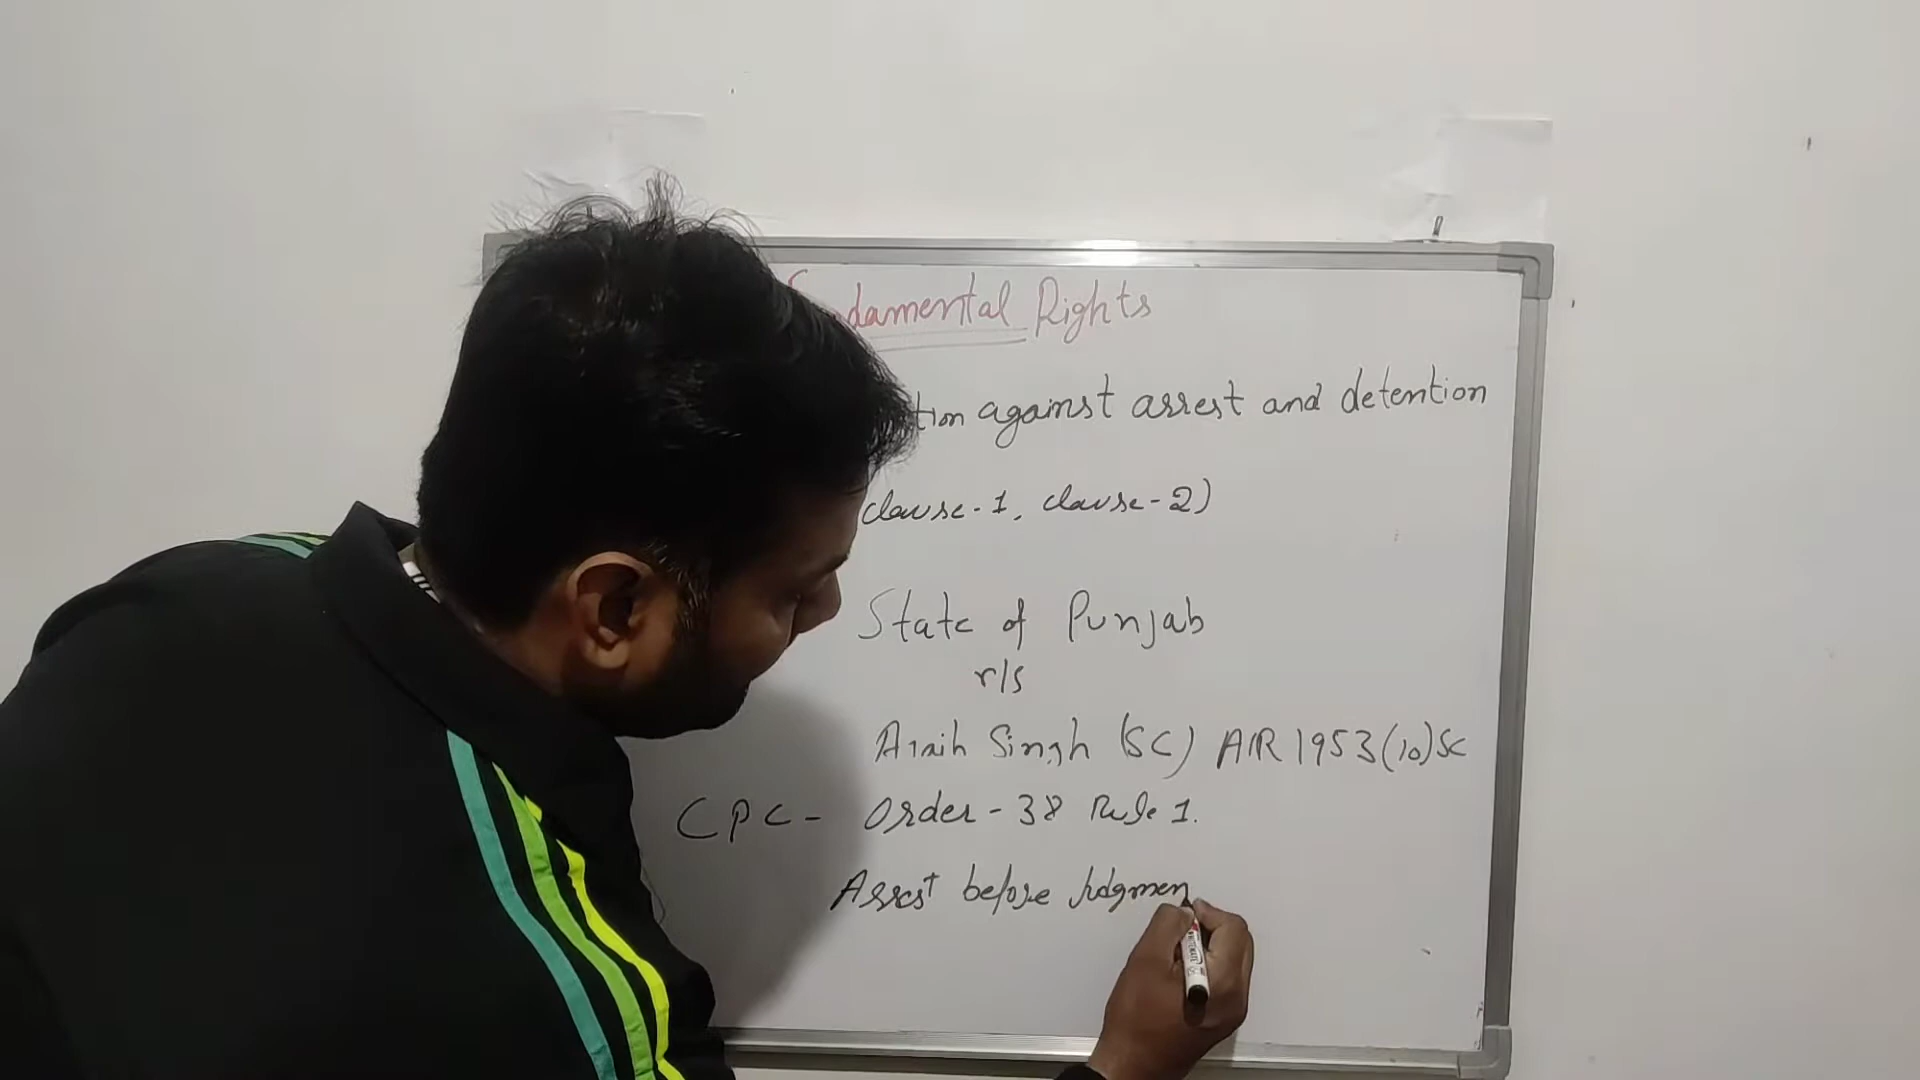 Fundamental Rights
tion against arrest and detention
clause-1, clause-2)
State of Punjab
v/s
Singh (SC) AIR 1953 (10) SC
CPC - Order - 38 Rule 1.
Arrest before Judgmen